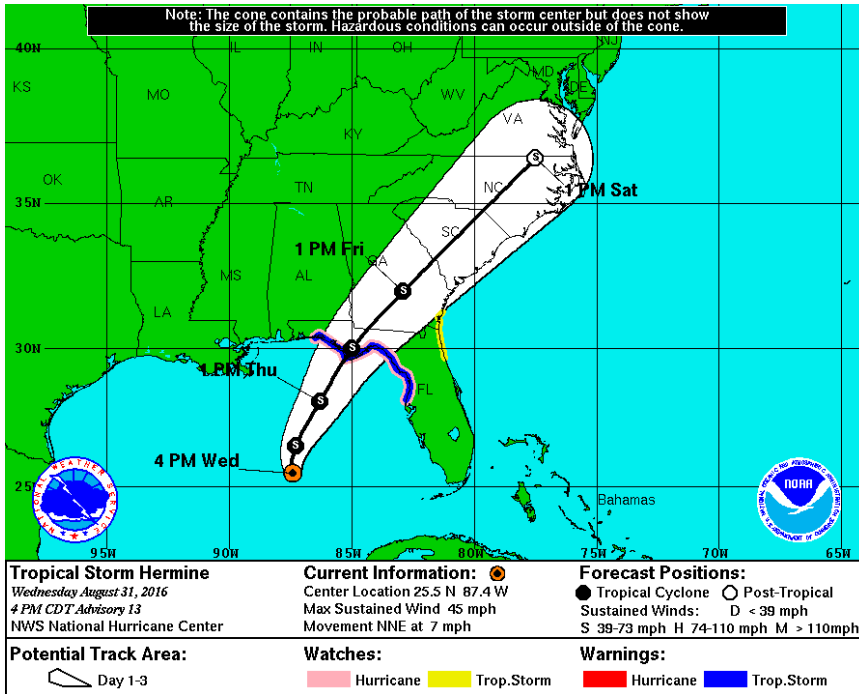 Note: The cone contains the probable path of the storm center but does not show
the size of the storm. Hazardous conditions can occur outside of the cone.
40N
IL
IN
OH
NJ
MD
DE
KS
MO
WV
VA
KY
OK
TN
NC
1 PM Sat
35N
AR
SC
1 PM Fri
GA
MS
AL
LA
30N
1 PM Thu
FL
4 PM Wed
25N
Bahamas
NATIONAL WEATHER SERVICE
NOAA
95W
90W
85W
80W
75W
70W
65W
S
S
S
S
S
Tropical Storm Hermine
Wednesday August 31, 2016
4 PM CDT Advisory 13
NWS National Hurricane Center
Current Information:
Center Location 25.5 N 87.4 W
Max Sustained Wind 45 mph
Movement NNE at 7 mph
Forecast Positions:
Tropical Cyclone Post-Tropical
Sustained Winds: D < 39 mph
S 39-73 mph H 74-110 mph M > 110mph
Potential Track Area:
Day 1-3
Watches:
Hurricane Trop.Storm
Warnings:
Hurricane Trop.Storm